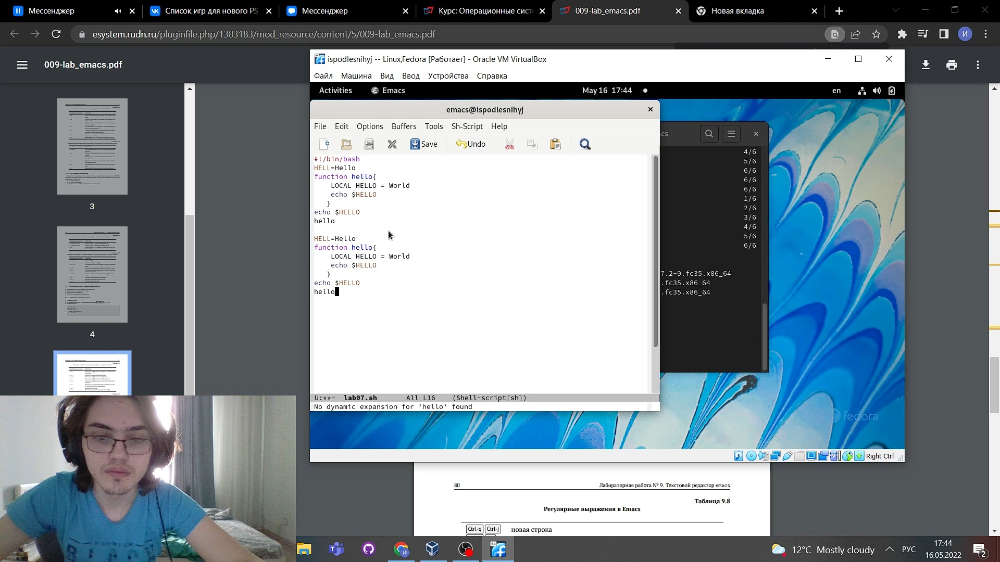 Мессенджер
Список игр для нового PS
Мессенджер
Курс: Операционные сист
009-lab_emacs.pdf
Новая вкладка
esystem.rudn.ru/pluginfile.php/1383183/mod_resource/content/5/009-lab_emacs.pdf
И
009-lab_emacs.pdf
3
4
ispodlesnihyj -- Linux,Fedora [Работает] - Oracle VM VirtualBox
Файл Машина Вид Ввод Устройства Справка
Activities Emacs May 16 17:44 en
emacs@ispodlesnihyj
File Edit Options Buffers Tools Sh-Script Help
Save Undo
#!/bin/bash
HELL=Hello
function hello{
LOCAL HELLO = World
echo $HELLO
}
echo $HELLO
hello
HELL=Hello
function hello{
LOCAL HELLO = World
echo $HELLO
}
echo $HELLO
hello
U:**- lab07.sh All L16 (Shell-script[sh])
No dynamic expansion for ‘hello’ found
cs
4/6
5/6
6/6
6/6
6/6
1/6
2/6
3/6
4/6
5/6
6/6
7.2-9.fc35.x86_64
.fc35.x86_64
.fc35.x86_64
fedora
Right Ctrl
80 Лабораторная работа № 9. Текстовой редактор emacs
Таблица 9.8
Регулярные выражения в Emacs
Ctrl-q Ctrl-j новая строка
64
12°C Mostly cloudy
РУС
17:44
16.05.2022
2